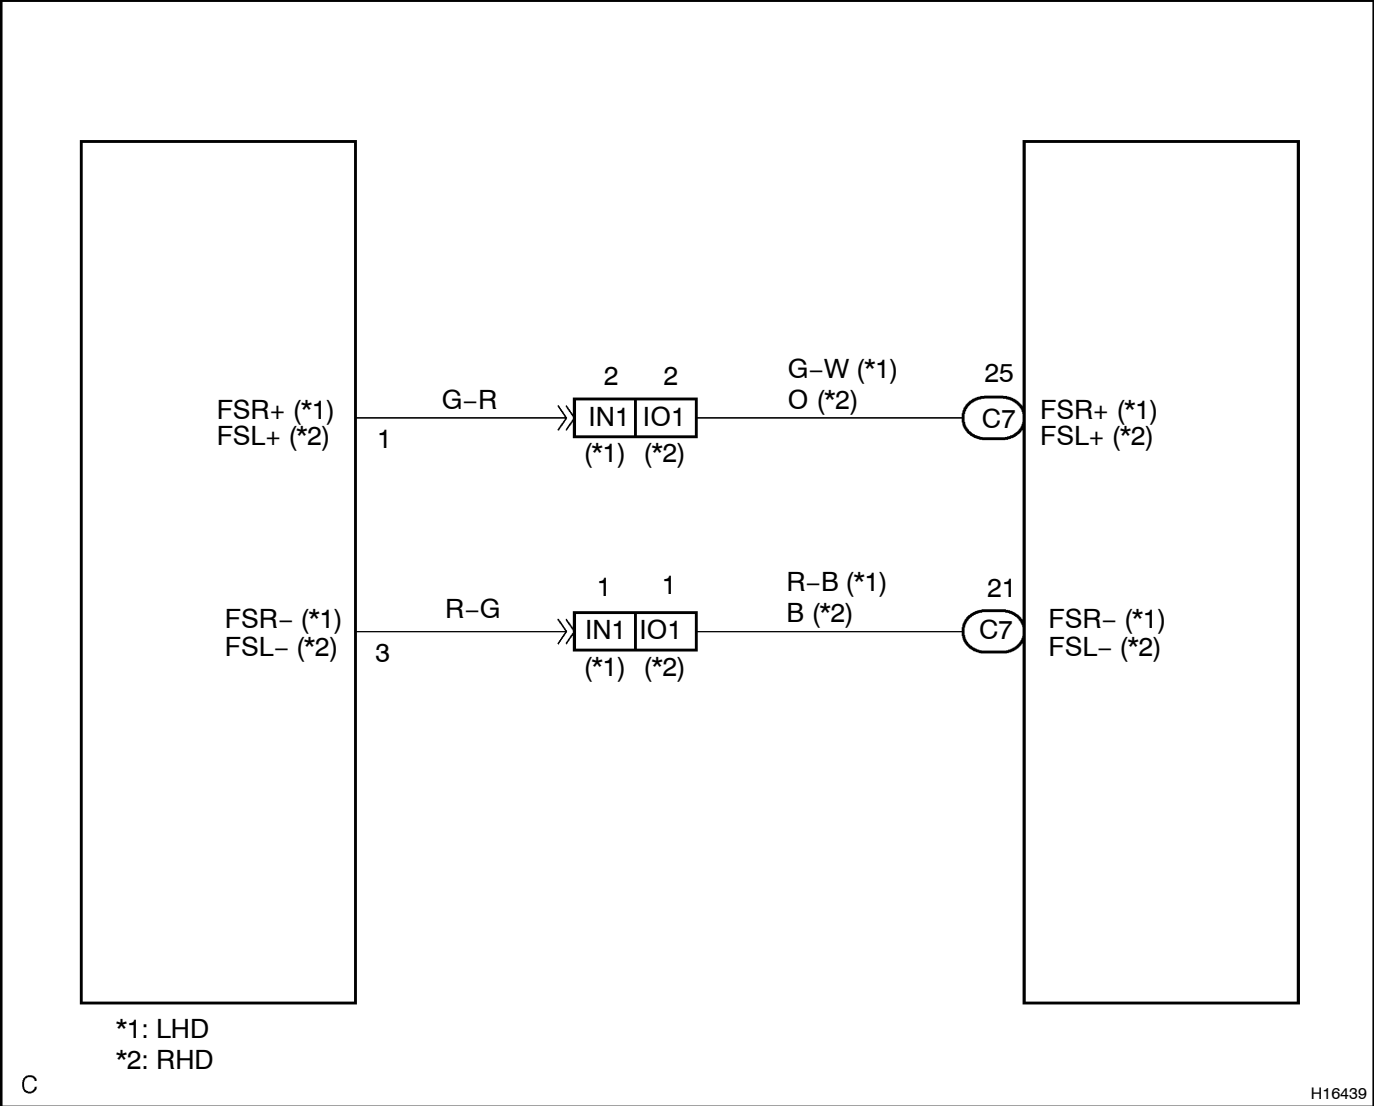 G−W (*1)
2 2
25
G−R
O (*2)
FSR+ (*1)
IN1 IO1
C7
FSR+ (*1)
FSL+ (*2)
1
(*1) (*2)
FSL+ (*2)
R−B (*1)
1 1
21
R−G
B (*2)
FSR− (*1)
IN1 IO1
C7
FSR− (*1)
FSL− (*2)
3
(*1) (*2)
FSL− (*2)
*1: LHD
*2: RHD
C
H16439